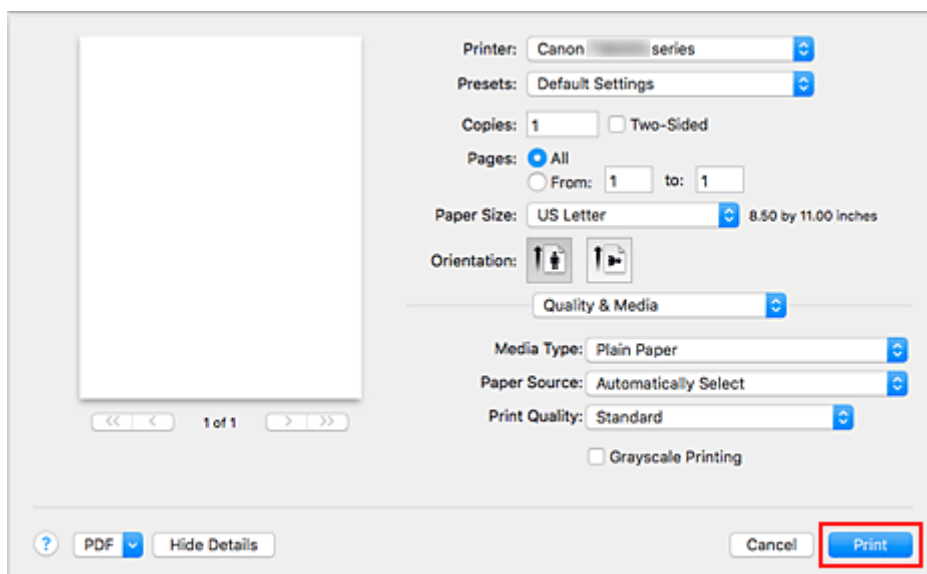 Printer: Canon series
Presets: Default Settings
Copies: 1 Two-Sided
Pages: All
From: 1 to: 1
Paper Size: US Letter 8.50 by 11.00 inches
Orientation:
Quality & Media
Media Type: Plain Paper
Paper Source: Automatically Select
Print Quality: Standard
1 of 1
Grayscale Printing
? PDF Hide Details Cancel Print